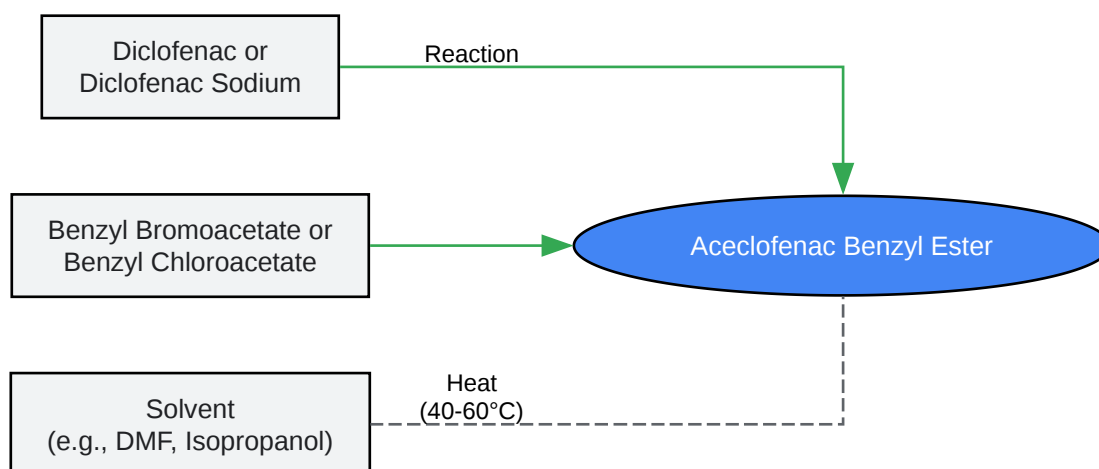 Diclofenac or
Diclofenac Sodium
Reaction
Benzyl Bromoacetate or
Benzyl Chloroacetate
Aceclofenac Benzyl Ester
Solvent
(e.g., DMF, Isopropanol)
Heat
(40-60°C)